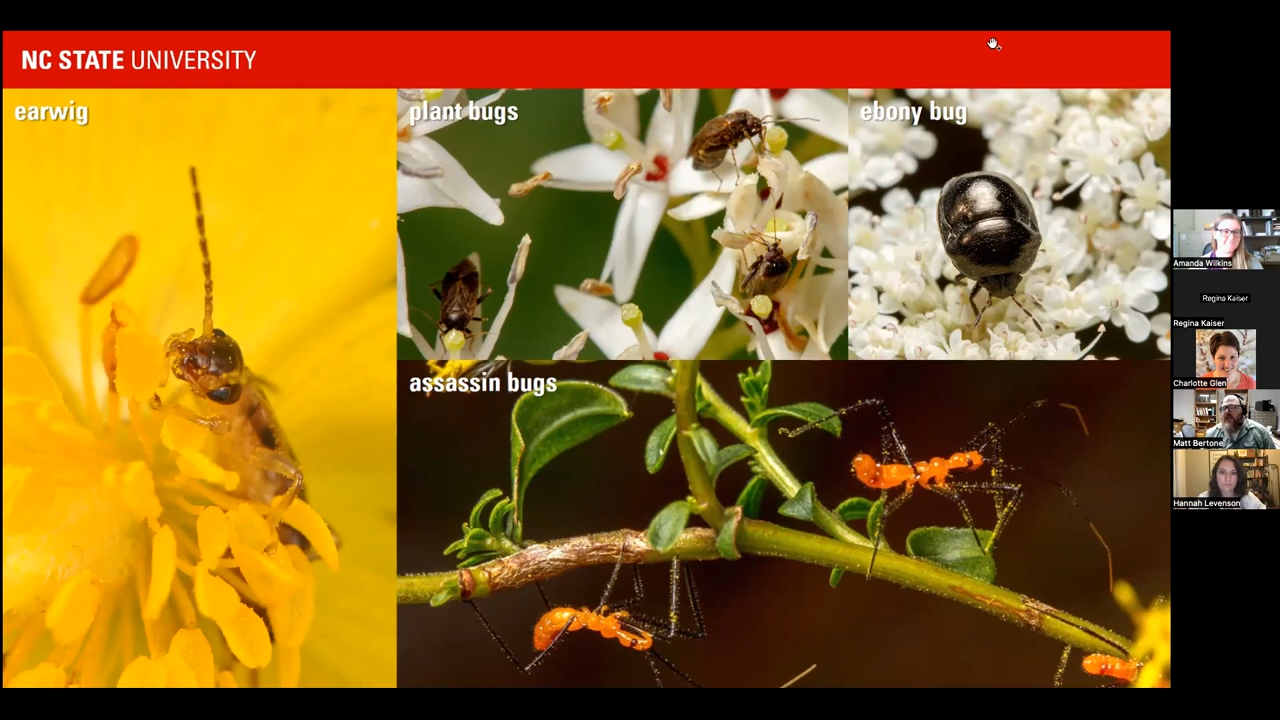 NC STATE UNIVERSITY
earwig
plant bugs
ebony bug
assassin bugs
Amanda Wilkins
Regina Kaiser
Regina Kaiser
Charlotte Glen
Matt Bertone
Hannah Levenson